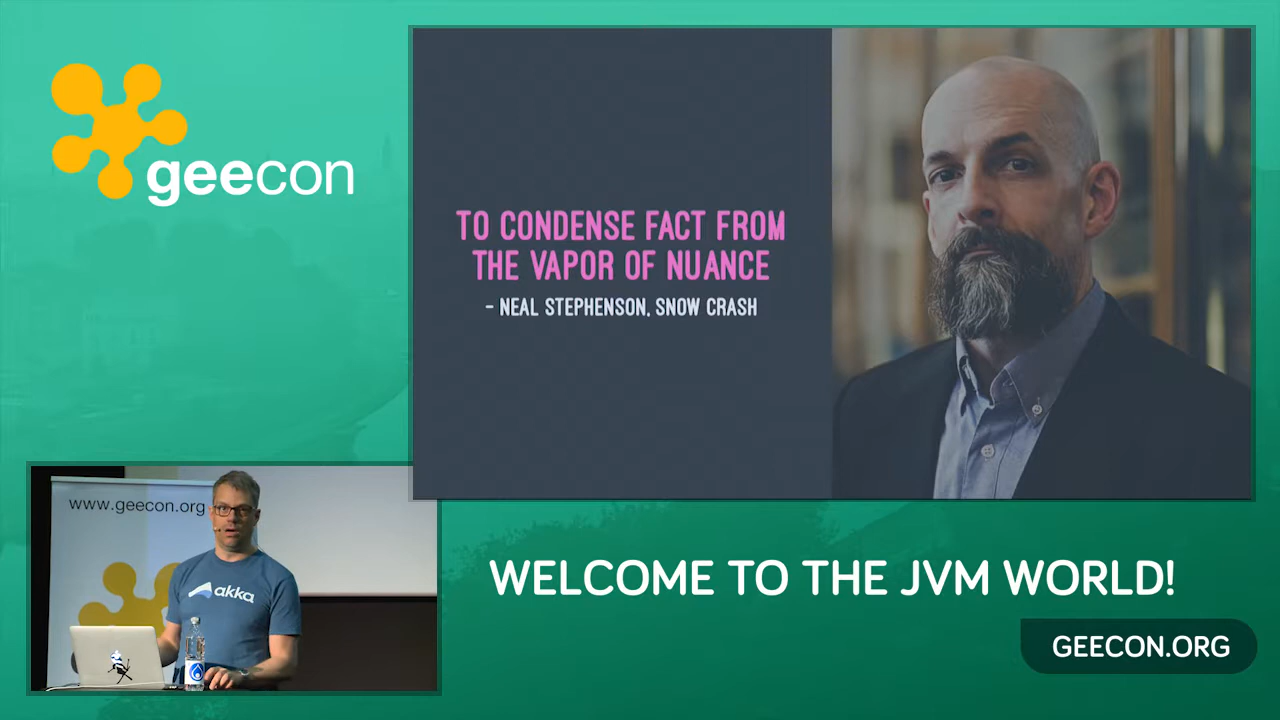 geecon
TO CONDENSE FACT FROM
THE VAPOR OF NUANCE
- NEAL STEPHENSON, SNOW CRASH
www.geecon.org
akka
WELCOME TO THE JVM WORLD!
GEECON.ORG